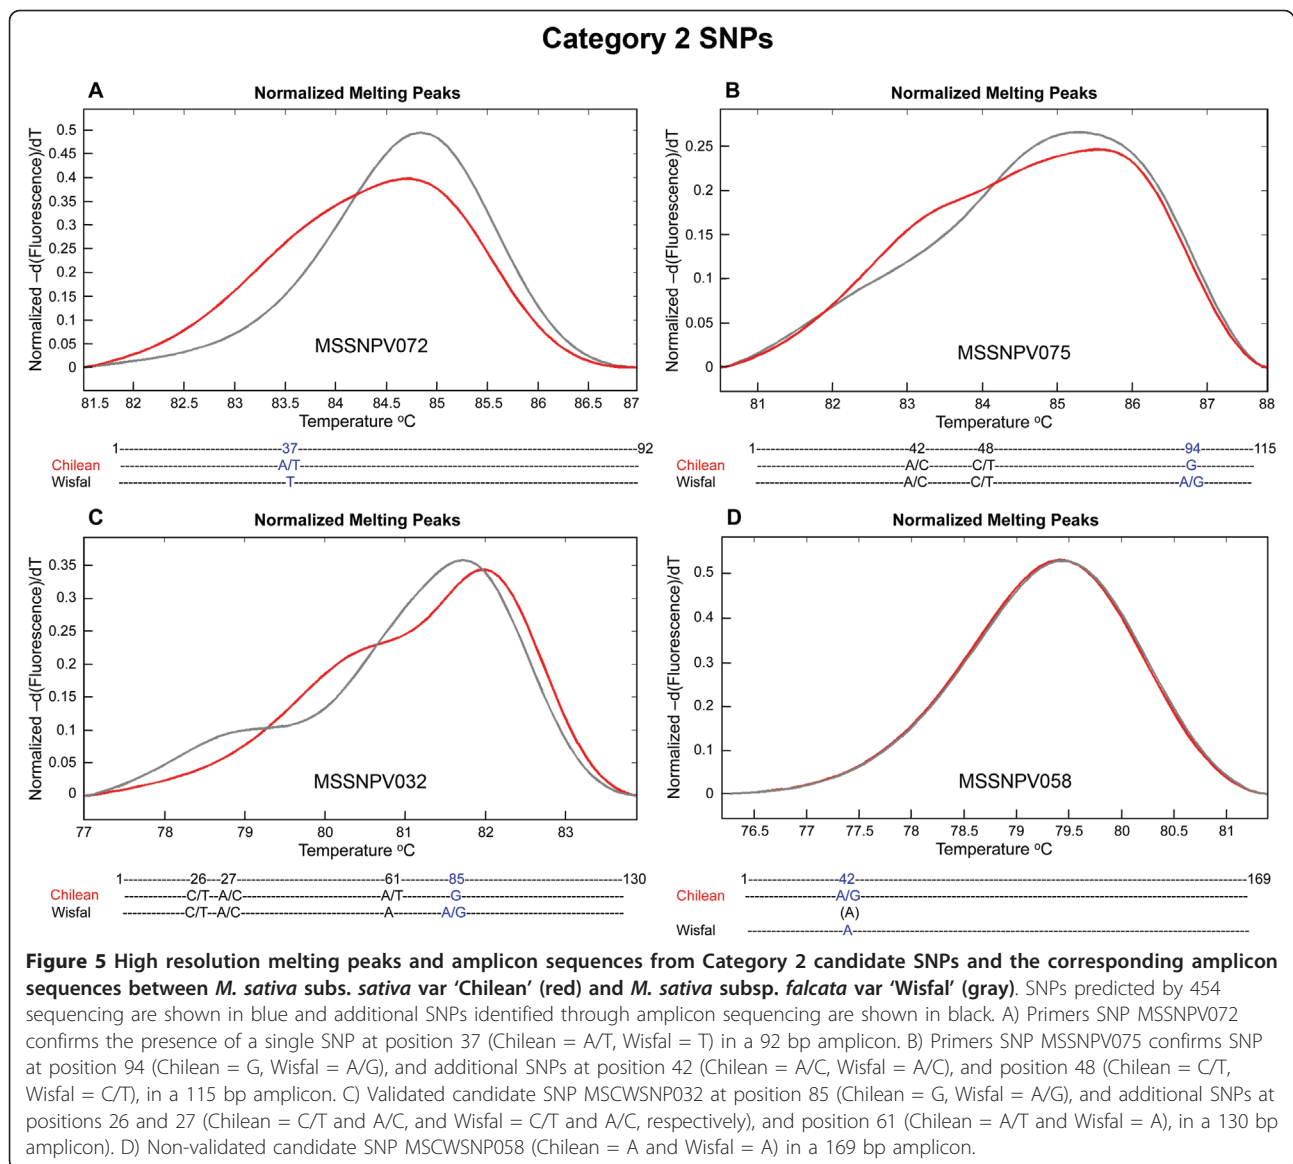 Category 2 SNPs
A
Normalized Melting Peaks
Normalized –d(Fluorescence)/dT
0.5
0.45
0.4
0.35
0.3
0.25
0.2
0.15
0.1
0.05
0
MSSNPV072
81.5 82 82.5 83 83.5 84 84.5 85 85.5 86 86.5 87
Temperature ºC
1 37 92
Chilean A/T
Wisfal T
B
Normalized Melting Peaks
Normalized –d(Fluorescence)/dT
0.25
0.2
0.15
0.1
0.05
0
MSSNPV075
81 82 83 84 85 86 87 88
Temperature ºC
1 42 48 94 115
Chilean A/C C/T G
Wisfal A/C C/T A/G
C
Normalized Melting Peaks
Normalized –d(Fluorescence)/dT
0.35
0.3
0.25
0.2
0.15
0.1
0.05
0
MSSNPV032
77 78 79 80 81 82 83
Temperature ºC
1 26 27 61 85 130
Chilean C/T A/C A/T G
Wisfal C/T A/C A A/G
D
Normalized Melting Peaks
Normalized –d(Fluorescence)/dT
0.5
0.4
0.3
0.2
0.1
0
MSSNPV058
76.5 77 77.5 78 78.5 79 79.5 80 80.5 81
Temperature ºC
1 42 169
Chilean A/G
(A)
Wisfal A
Figure 5 High resolution melting peaks and amplicon sequences from Category 2 candidate SNPs and the corresponding amplicon
sequences between M. sativa subs. sativa var 'Chilean' (red) and M. sativa subsp. falcata var 'Wisfal' (gray). SNPs predicted by 454
sequencing are shown in blue and additional SNPs identified through amplicon sequencing are shown in black. A) Primers SNP MSSNPV072
confirms the presence of a single SNP at position 37 (Chilean = A/T, Wisfal = T) in a 92 bp amplicon. B) Primers SNP MSSNPV075 confirms SNP
at position 94 (Chilean = G, Wisfal = A/G), and additional SNPs at position 42 (Chilean = A/C, Wisfal = A/C), and position 48 (Chilean = C/T,
Wisfal = C/T), in a 115 bp amplicon. C) Validated candidate SNP MSCWSNP032 at position 85 (Chilean = G, Wisfal = A/G), and additional SNPs at
positions 26 and 27 (Chilean = C/T and A/C, and Wisfal = C/T and A/C, respectively), and position 61 (Chilean = A/T and Wisfal = A), in a 130 bp
amplicon). D) Non-validated candidate SNP MSCWSNP058 (Chilean = A and Wisfal = A) in a 169 bp amplicon.